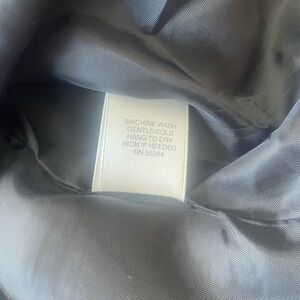 MACHINE WASH
GENTLE/COLD
HANG TO DRY
IRON IF NEEDED
RN 55284